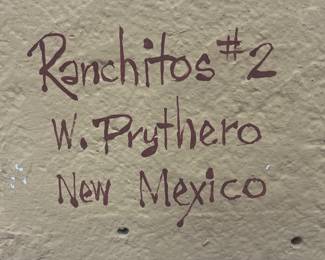 Ranchitos #2
W. Prythero
New Mexico